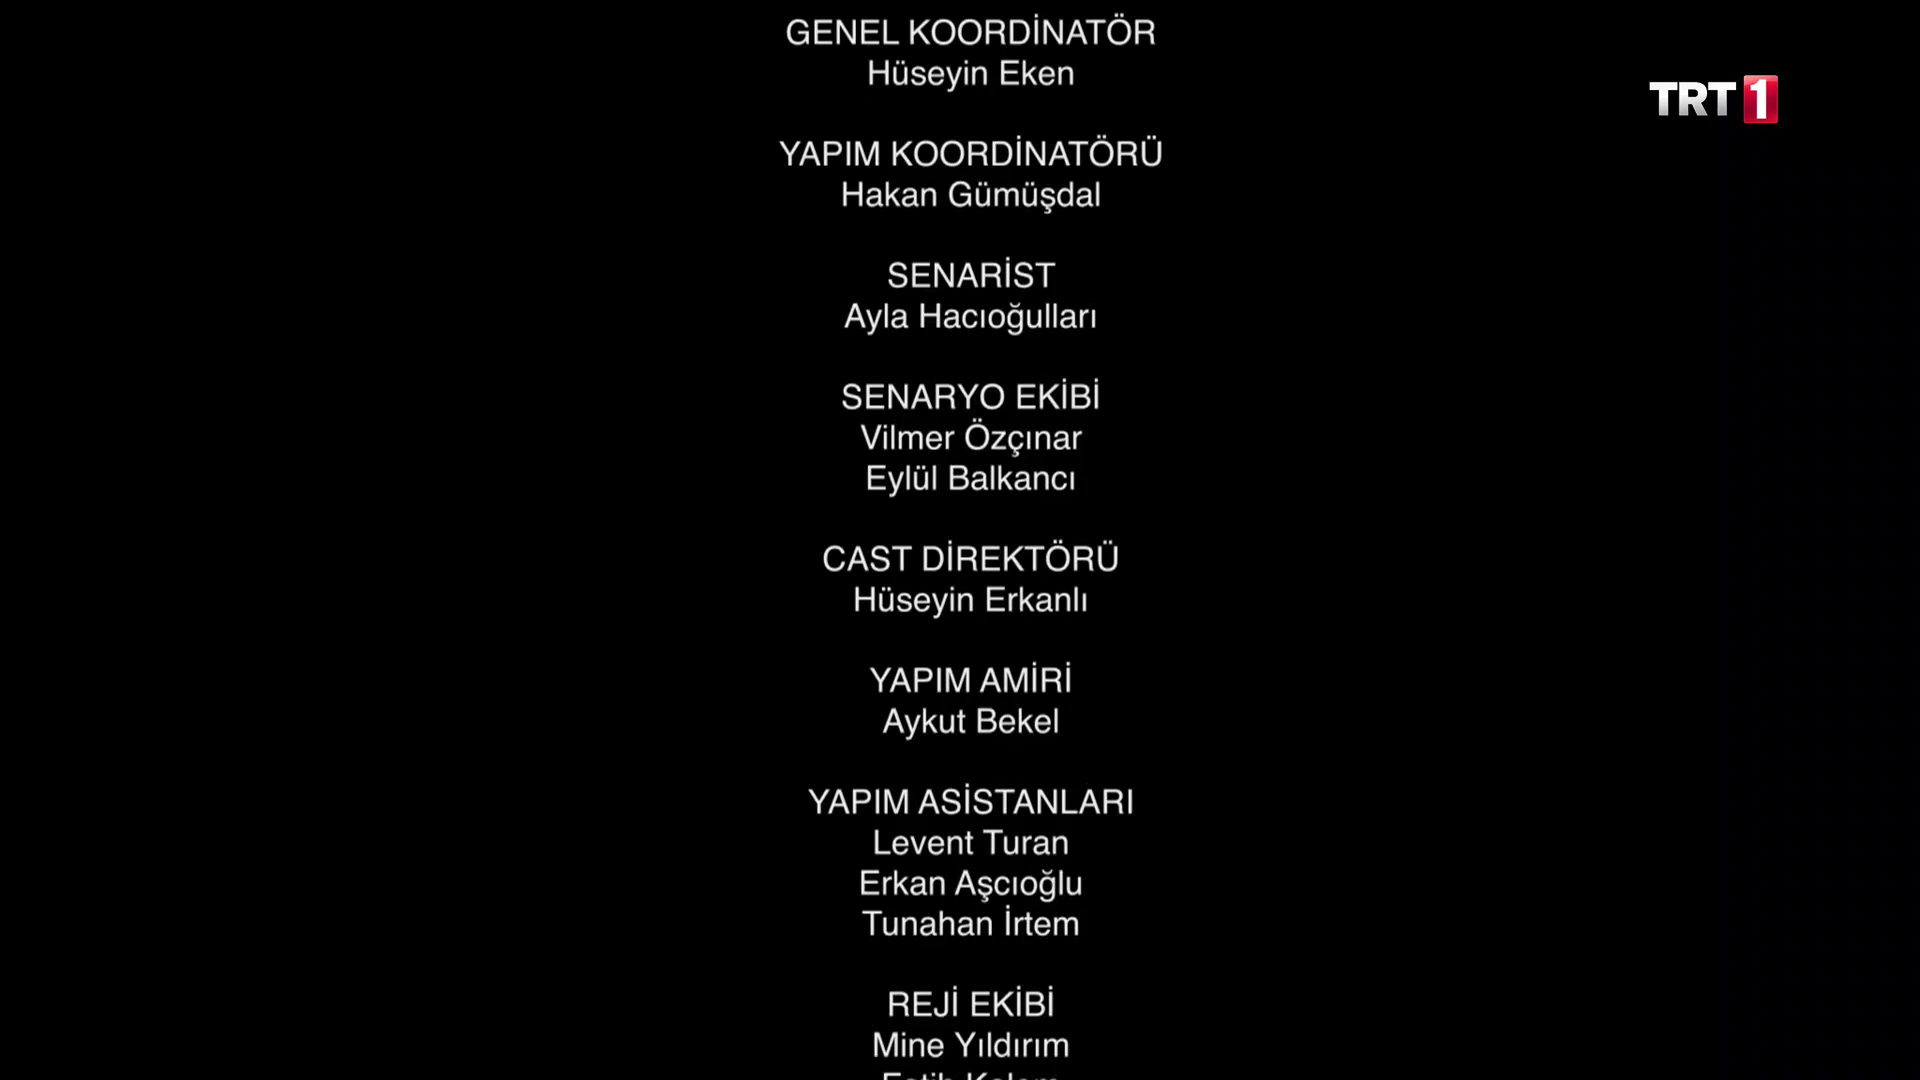 GENEL KOORDİNATÖR
Hüseyin Eken
TRT 1
YAPIM KOORDİNATÖRÜ
Hakan Gümüşdal
SENARİST
Ayla Hacıoğulları
SENARYO EKİBİ
Vilmer Özçınar
Eylül Balkancı
CAST DİREKTÖRÜ
Hüseyin Erkanlı
YAPIM AMİRİ
Aykut Bekel
YAPIM ASİSTANLARI
Levent Turan
Erkan Aşcıoğlu
Tunahan İrtem
REJİ EKİBİ
Mine Yıldırım